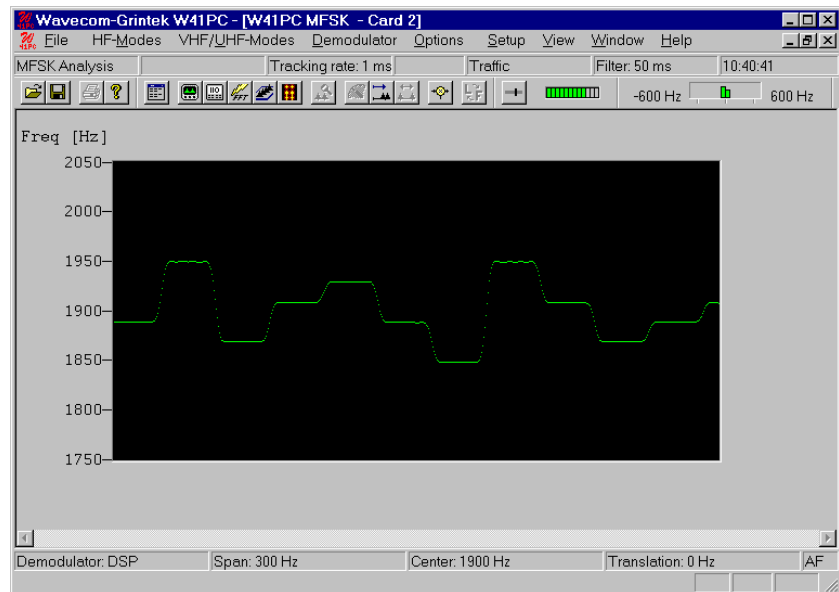 Wavecom-Grintek W41PC - [W41PC MFSK - Card 2]
File HF-Modes VHF/UHF-Modes Demodulator Options Setup View Window Help
MFSK Analysis Tracking rate: 1 ms Traffic Filter: 50 ms 10:40:41
-600 Hz 600 Hz
Freq [Hz]
2050
2000
1950
1900
1850
1800
1750
Demodulator: DSP Span: 300 Hz Center: 1900 Hz Translation: 0 Hz AF